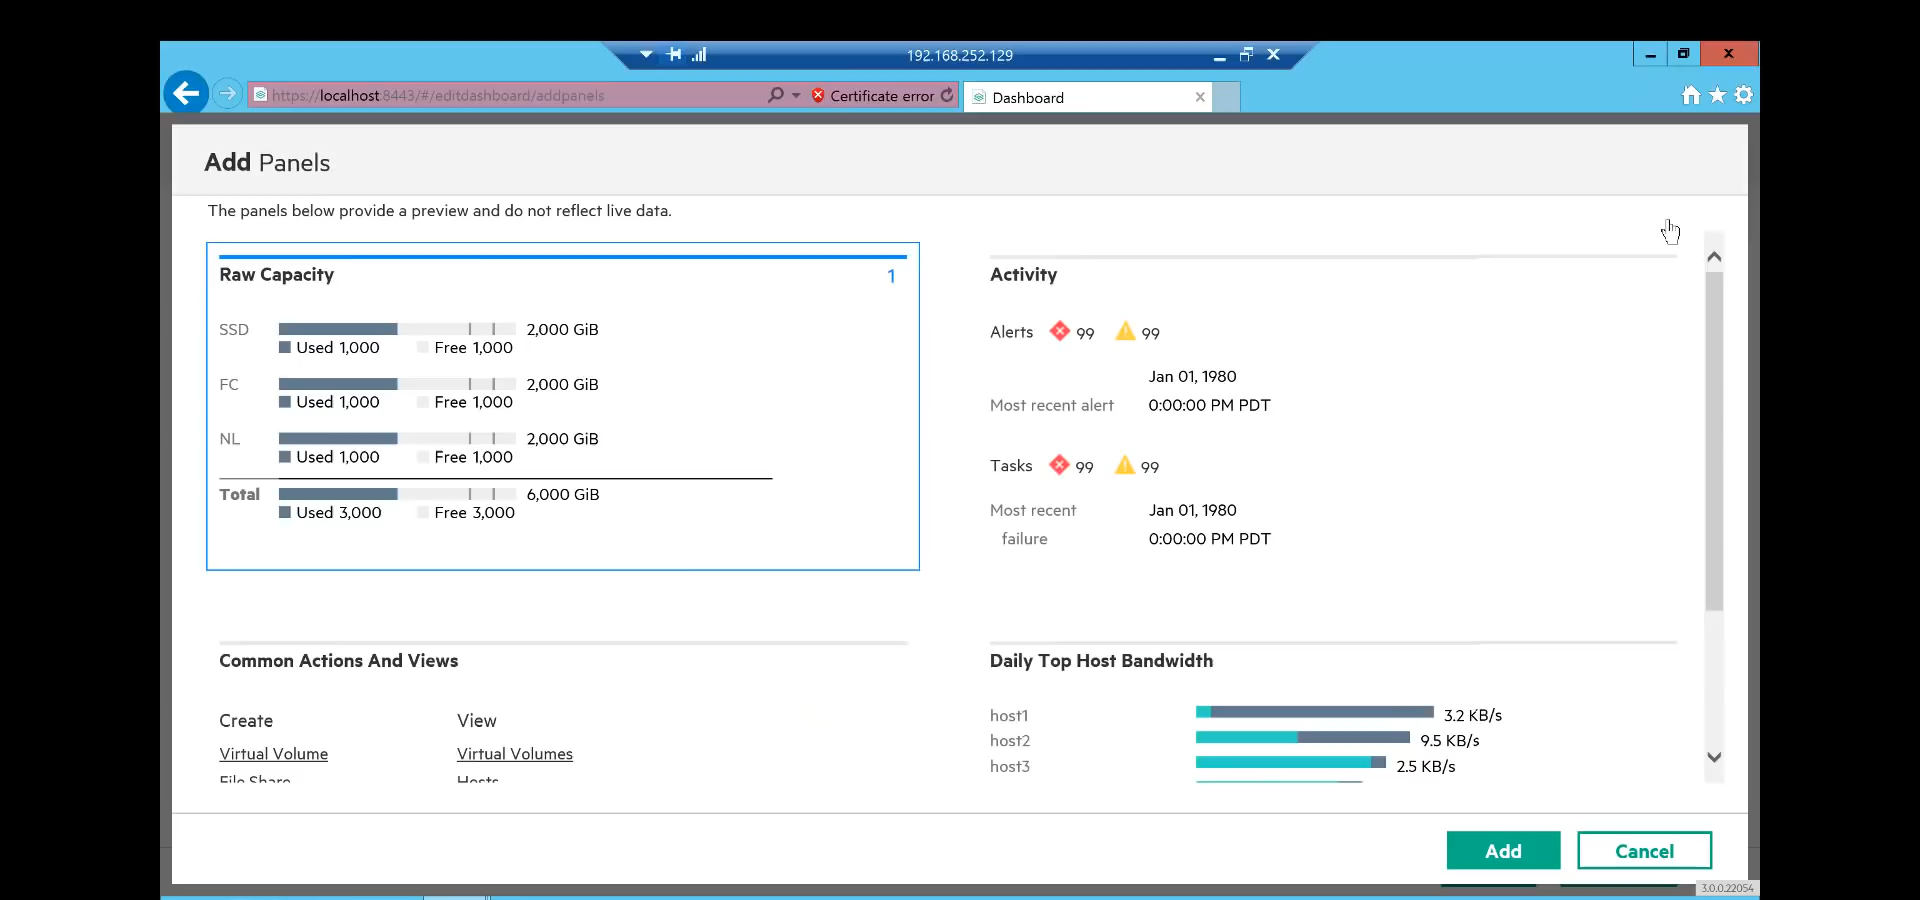 192.168.252.129
https://localhost:8443/#/editdashboard/addpanels
Certificate error
Dashboard
Add Panels
The panels below provide a preview and do not reflect live data.
Raw Capacity
1
SSD 2,000 GiB
Used 1,000 Free 1,000
FC 2,000 GiB
Used 1,000 Free 1,000
NL 2,000 GiB
Used 1,000 Free 1,000
Total 6,000 GiB
Used 3,000 Free 3,000
Activity
Alerts 99 99
Jan 01, 1980
Most recent alert 0:00:00 PM PDT
Tasks 99 99
Most recent Jan 01, 1980
failure 0:00:00 PM PDT
Common Actions And Views
Create View
Virtual Volume Virtual Volumes
File Share Hosts
Daily Top Host Bandwidth
host1 3.2 KB/s
host2 9.5 KB/s
host3 2.5 KB/s
Add Cancel
3.0.0.22054